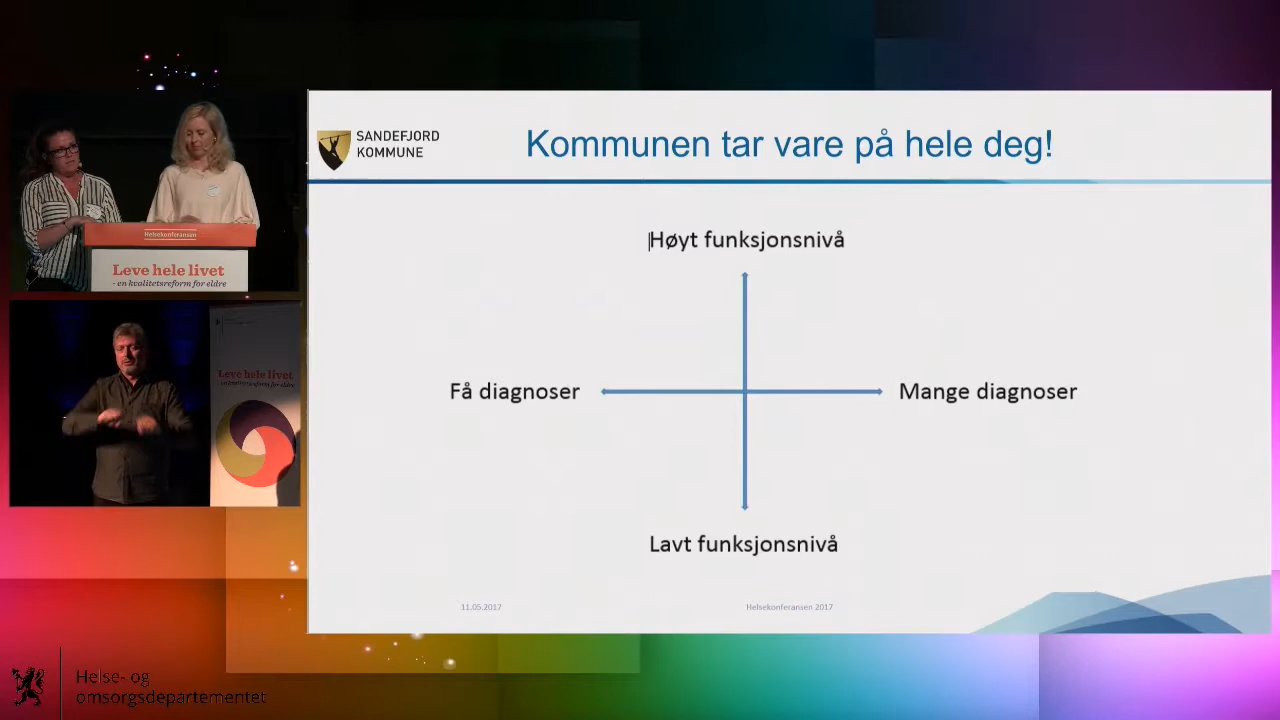 SANDEFJORD
KOMMUNE
Kommunen tar vare på hele deg!
Høyt funksjonsnivå
Få diagnoser
Mange diagnoser
Lavt funksjonsnivå
11.05.2017
Helsekonferansen 2017
Helsekonferansen
Leve hele livet
- en kvalitetsreform for eldre
Leve hele livet
- en kvalitetsreform for eldre
Helse- og
omsorgsdepartementet